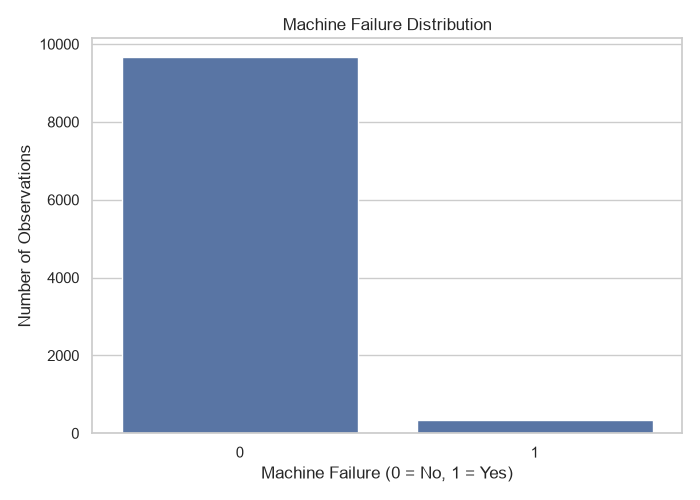 Machine Failure Distribution
10000
8000
6000
4000
2000
0
Number of Observations
0 1
Machine Failure (0 = No, 1 = Yes)